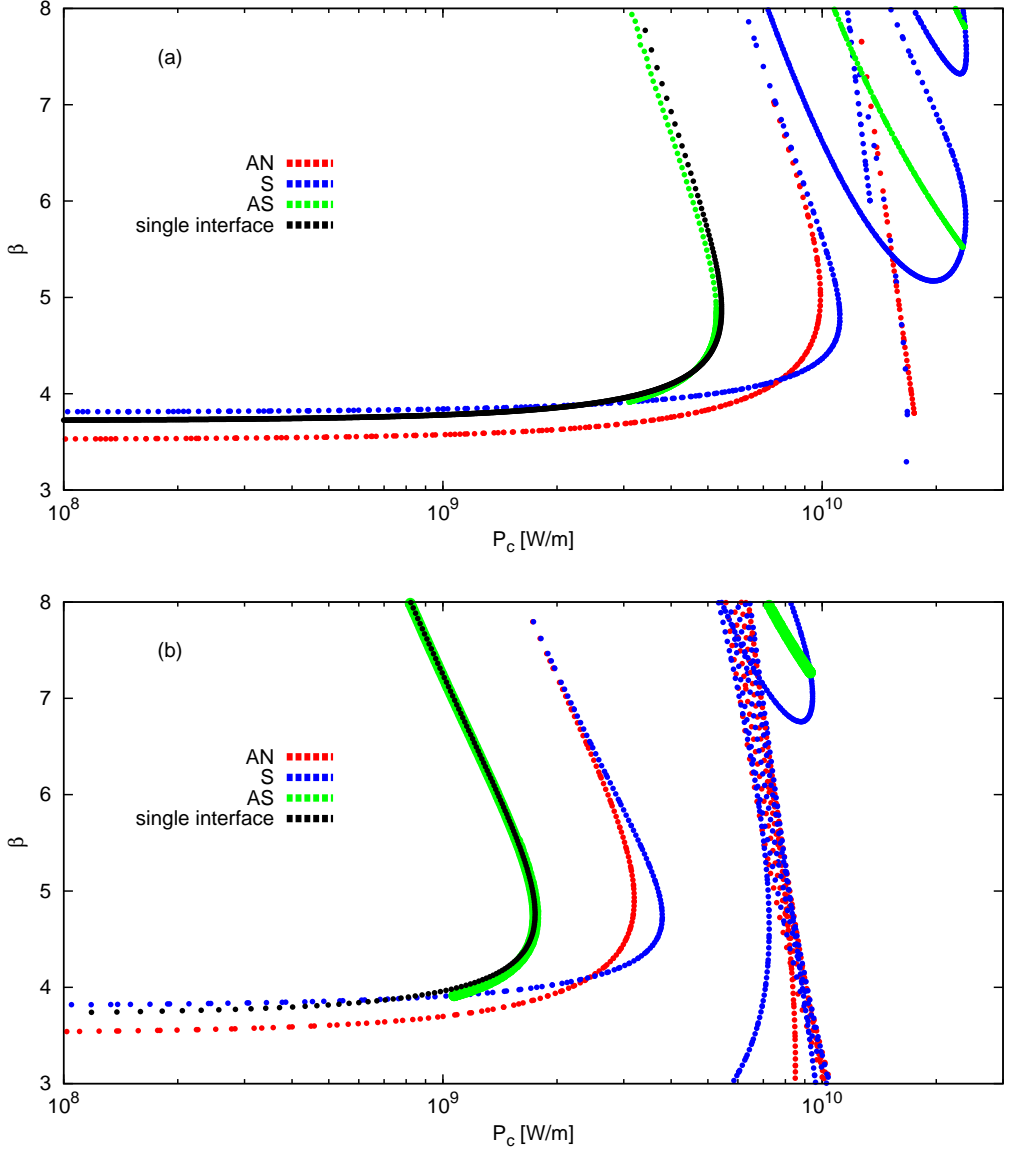 8
7
6
5
4
3
β
(a)
AN
S
AS
single interface
10^8
10^9
10^10
P_c [W/m]
8
7
6
5
4
3
β
(b)
AN
S
AS
single interface
10^8
10^9
10^10
P_c [W/m]